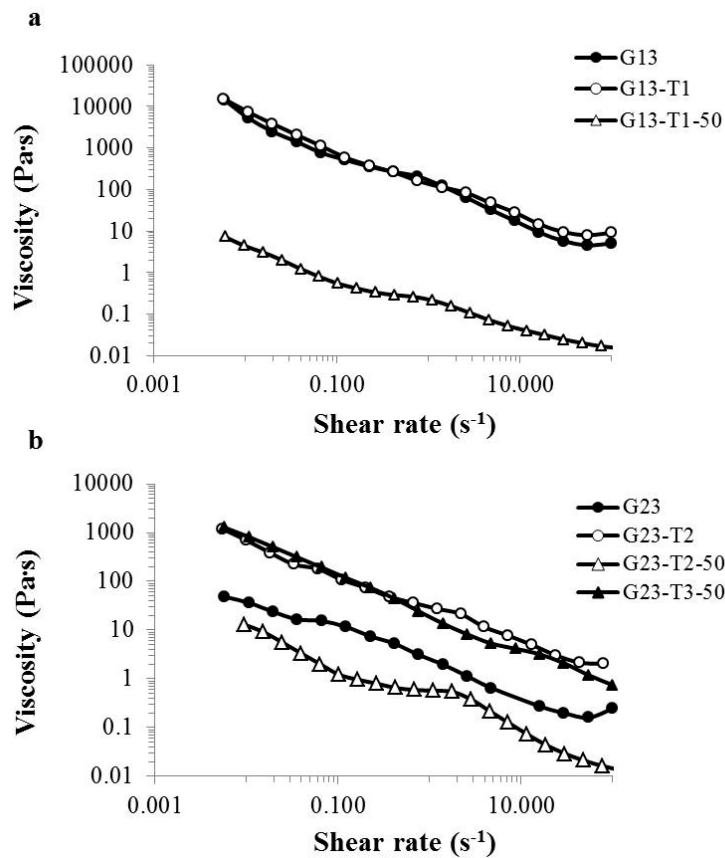 a
G13
G13-T1
G13-T1-50
100000
10000
1000
100
10
1
0.1
0.01
Viscosity (Pa·s)
0.001
0.100
10.000
Shear rate (s⁻¹)
b
G23
G23-T2
G23-T2-50
G23-T3-50
10000
1000
100
10
1
0.1
0.01
Viscosity (Pa·s)
0.001
0.100
10.000
Shear rate (s⁻¹)